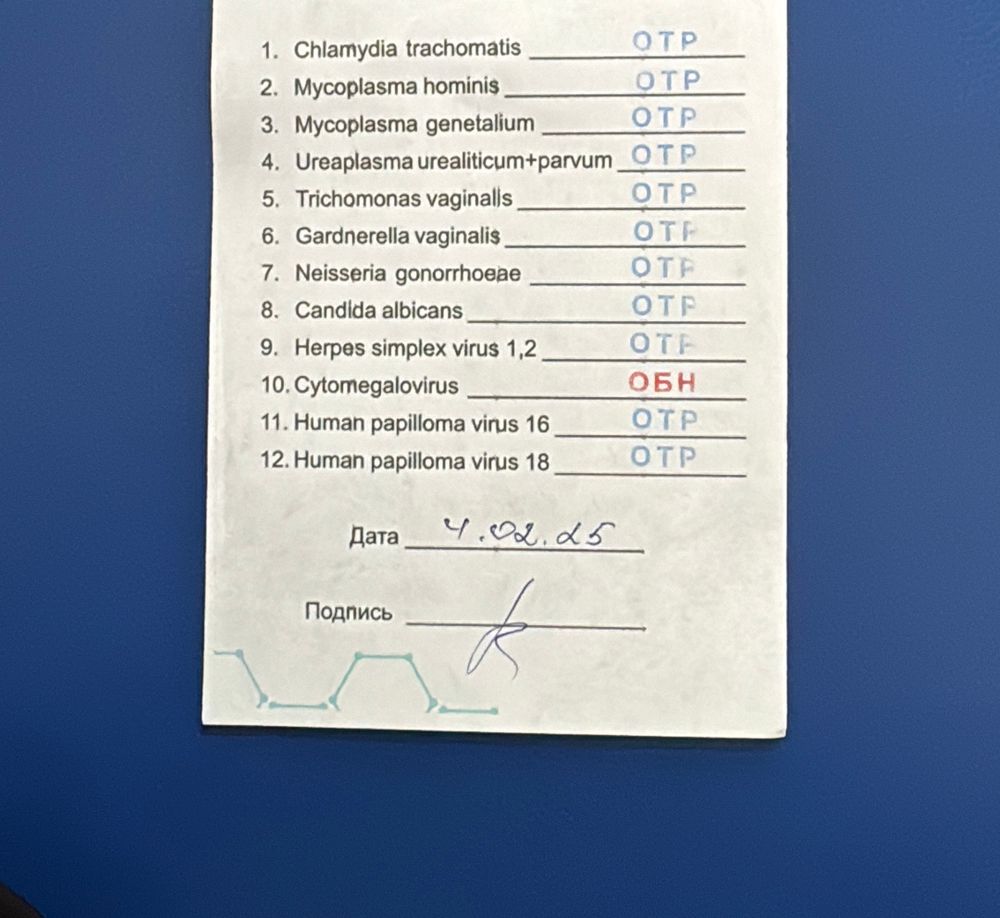 1. Chlamydia trachomatis ОТР
2. Mycoplasma hominis ОТР
3. Mycoplasma genetalium ОТР
4. Ureaplasma urealiticum+parvum ОТР
5. Trichomonas vaginalis ОТР
6. Gardnerella vaginalis ОТР
7. Neisseria gonorrhoeae ОТР
8. Candida albicans ОТР
9. Herpes simplex virus 1,2 ОТР
10. Cytomegalovirus ОБН
11. Human papilloma virus 16 ОТР
12. Human papilloma virus 18 ОТР
Дата 4.02.25
Подпись